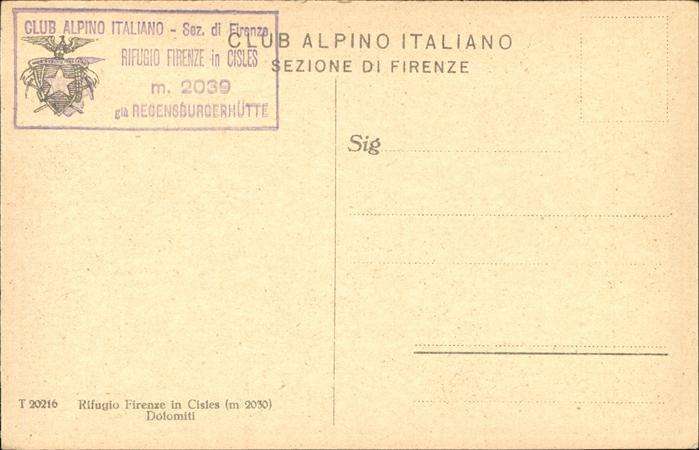 CLUB ALPINO ITALIANO - Sez. di Firenze
RIFUGIO FIRENZE in CISLES
m. 2039
già REGENSBURGERHÜTTE
CLUB ALPINO ITALIANO
SEZIONE DI FIRENZE
Sig
T 20216 Rifugio Firenze in Cisles (m 2030)
Dolomiti